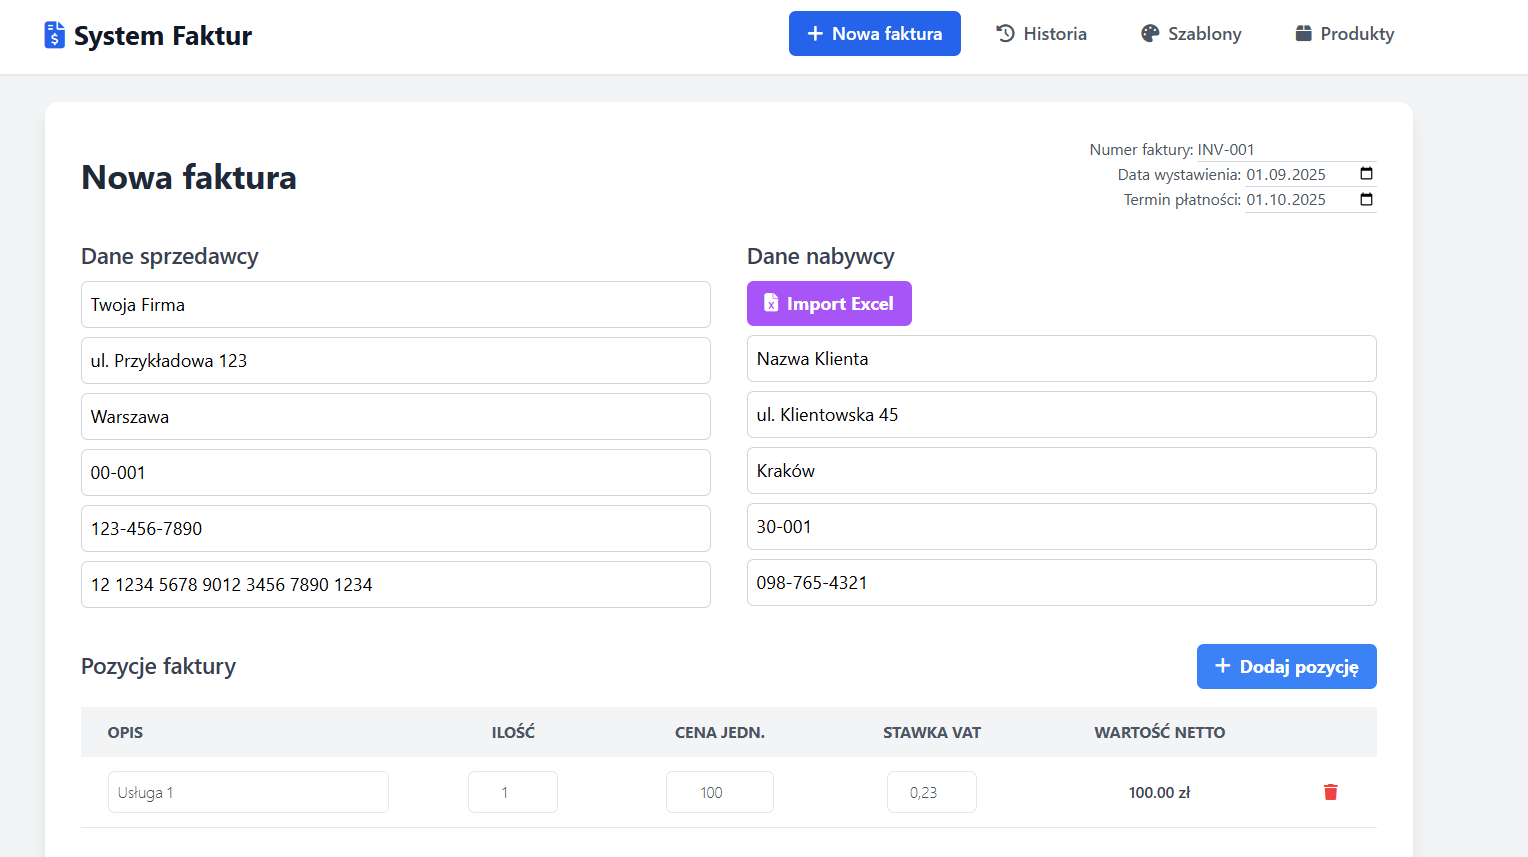 System Faktur
Nowa faktura
Historia
Szablony
Produkty
Nowa faktura
Numer faktury: INV-001
Data wystawienia: 01.09.2025
Termin płatności: 01.10.2025
Dane sprzedawcy
Twoja Firma
ul. Przykładowa 123
Warszawa
00-001
123-456-7890
12 1234 5678 9012 3456 7890 1234
Dane nabywcy
Import Excel
Nazwa Klienta
ul. Klientowska 45
Kraków
30-001
098-765-4321
Pozycje faktury
Dodaj pozycję
OPIS ILOŚĆ CENA JEDN. STAWKA VAT WARTOŚĆ NETTO
Usługa 1 1 100 0,23 100.00 zł